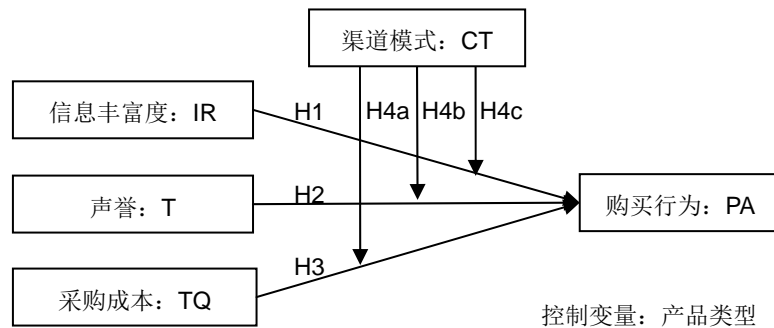 渠道模式：CT
信息丰富度：IR
H1
H4a
H4b
H4c
声誉：T
H2
购买行为：PA
H3
采购成本：TQ
控制变量：产品类型